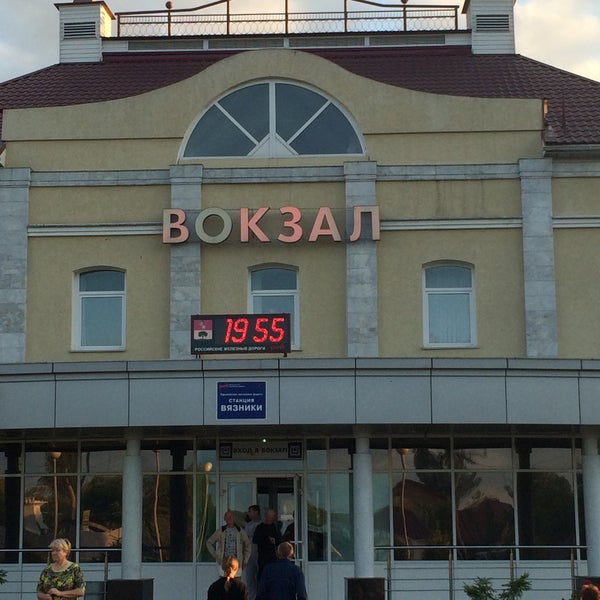 ВОКЗАЛ
19 55
РОССИЙСКИЕ ЖЕЛЕЗНЫЕ ДОРОГИ
СТАНЦИЯ
ВЯЗНИКИ
ВХОД В ВОКЗАЛ